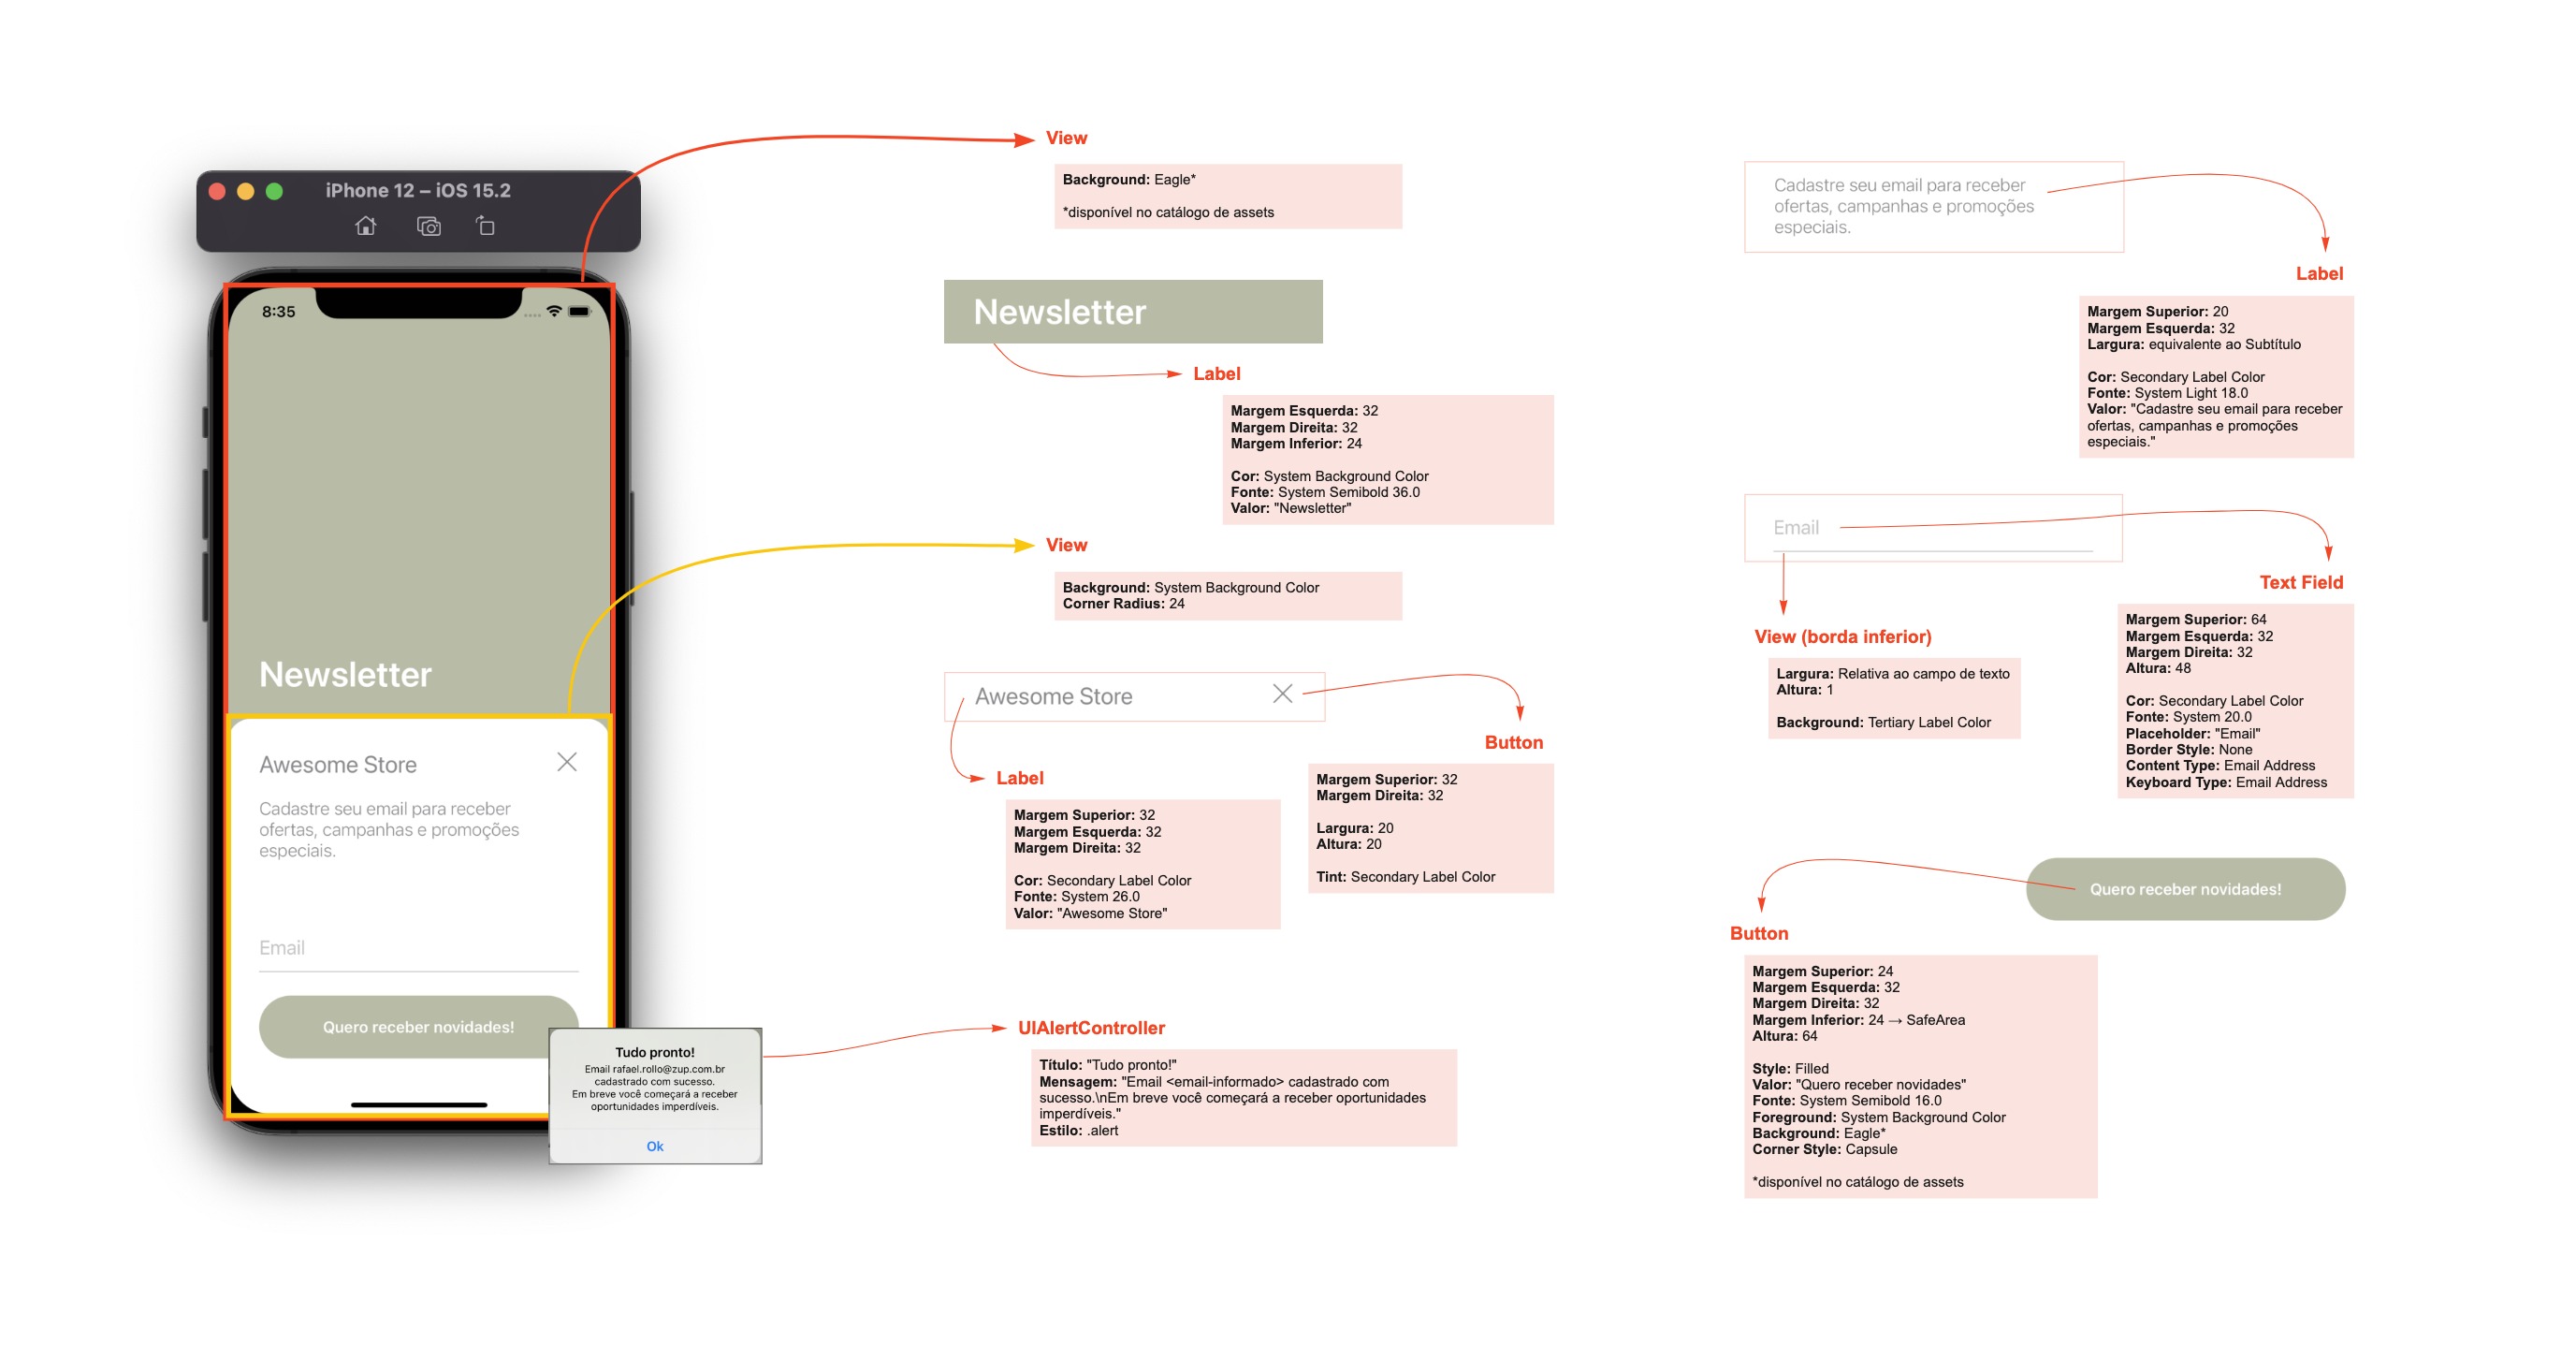 iPhone 12 – iOS 15.2
8:35
Newsletter
Awesome Store
Cadastre seu email para receber
ofertas, campanhas e promoções
especiais.
Email
Quero receber novidades!
Tudo pronto!
Email rafael.rollo@zup.com.br
cadastrado com sucesso.
Em breve você começará a receber
oportunidades imperdíveis.
Ok
View
Background: Eagle*
*disponível no catálogo de assets
Newsletter
Label
Margem Esquerda: 32
Margem Direita: 32
Margem Inferior: 24
Cor: System Background Color
Fonte: System Semibold 36.0
Valor: "Newsletter"
View
Background: System Background Color
Corner Radius: 24
Awesome Store
Label
Margem Superior: 32
Margem Esquerda: 32
Margem Direita: 32
Cor: Secondary Label Color
Fonte: System 26.0
Valor: "Awesome Store"
Button
Margem Superior: 32
Margem Direita: 32
Largura: 20
Altura: 20
Tint: Secondary Label Color
UIAlertController
Título: "Tudo pronto!"
Mensagem: "Email <email-informado> cadastrado com
sucesso.\nEm breve você começará a receber oportunidades
imperdíveis."
Estilo: .alert
Cadastre seu email para receber
ofertas, campanhas e promoções
especiais.
Label
Margem Superior: 20
Margem Esquerda: 32
Largura: equivalente ao Subtítulo
Cor: Secondary Label Color
Fonte: System Light 18.0
Valor: "Cadastre seu email para receber
ofertas, campanhas e promoções
especiais."
Email
Text Field
Margem Superior: 64
Margem Esquerda: 32
Margem Direita: 32
Altura: 48
Cor: Secondary Label Color
Fonte: System 20.0
Placeholder: "Email"
Border Style: None
Content Type: Email Address
Keyboard Type: Email Address
View (borda inferior)
Largura: Relativa ao campo de texto
Altura: 1
Background: Tertiary Label Color
Quero receber novidades!
Button
Margem Superior: 24
Margem Esquerda: 32
Margem Direita: 32
Margem Inferior: 24 → SafeArea
Altura: 64
Style: Filled
Valor: "Quero receber novidades"
Fonte: System Semibold 16.0
Foreground: System Background Color
Background: Eagle*
Corner Style: Capsule
*disponível no catálogo de assets